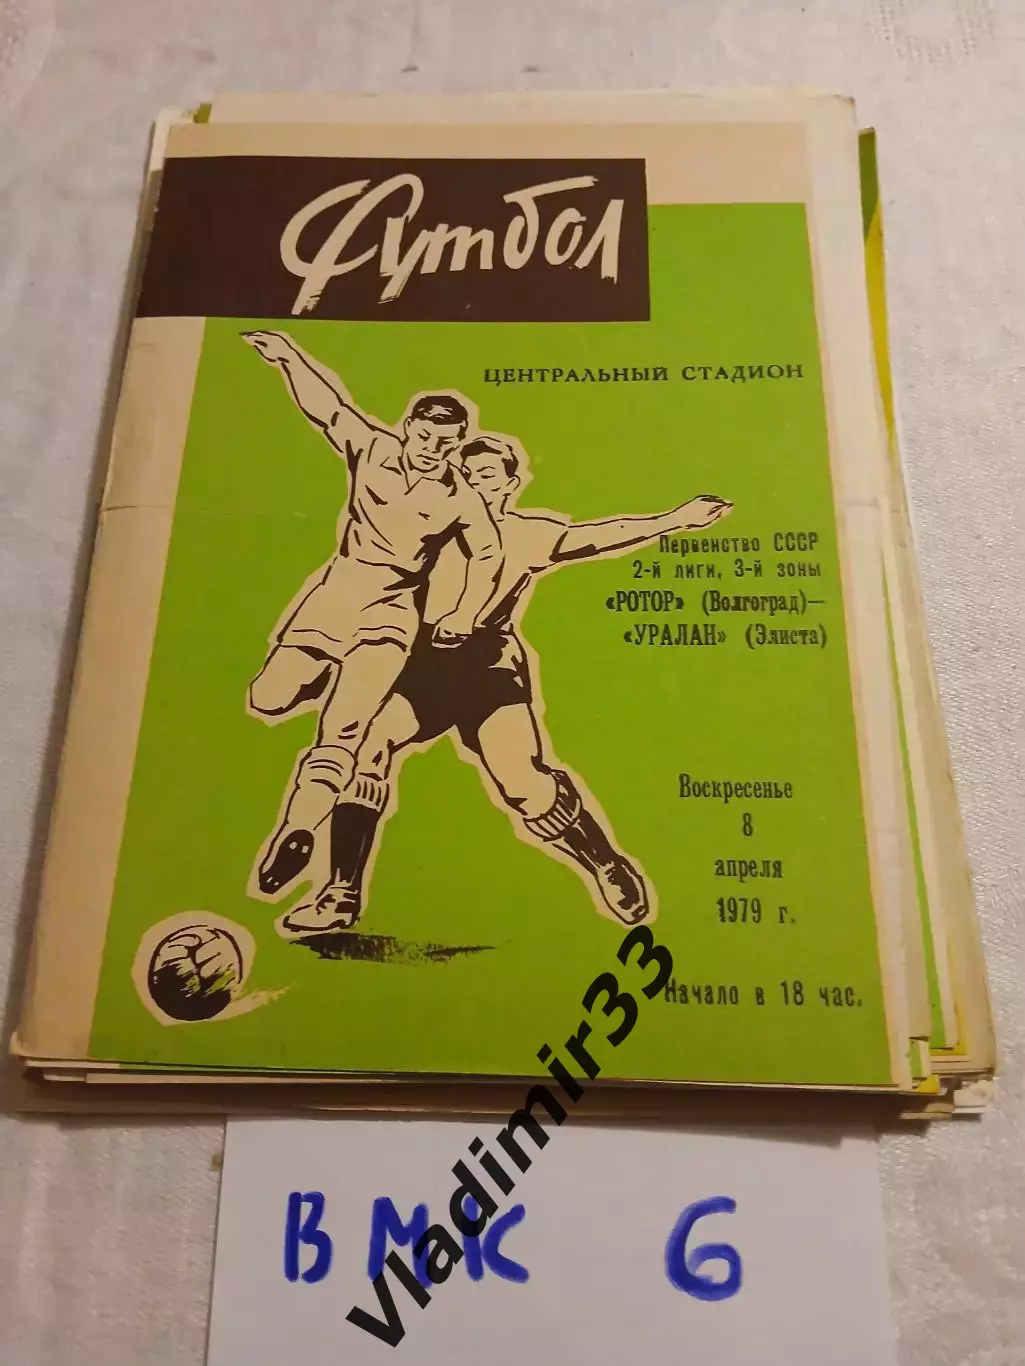 Футбол
ЦЕНТРАЛЬНЫЙ СТАДИОН
Первенство СССР
2-й лиги, 3-й зоны
«РОТОР» (Волгоград)—
«УРАЛАН» (Элиста)
Воскресенье
8
апреля
1979 г.
Начало в 18 час.
Vladimir33
ВМК 6